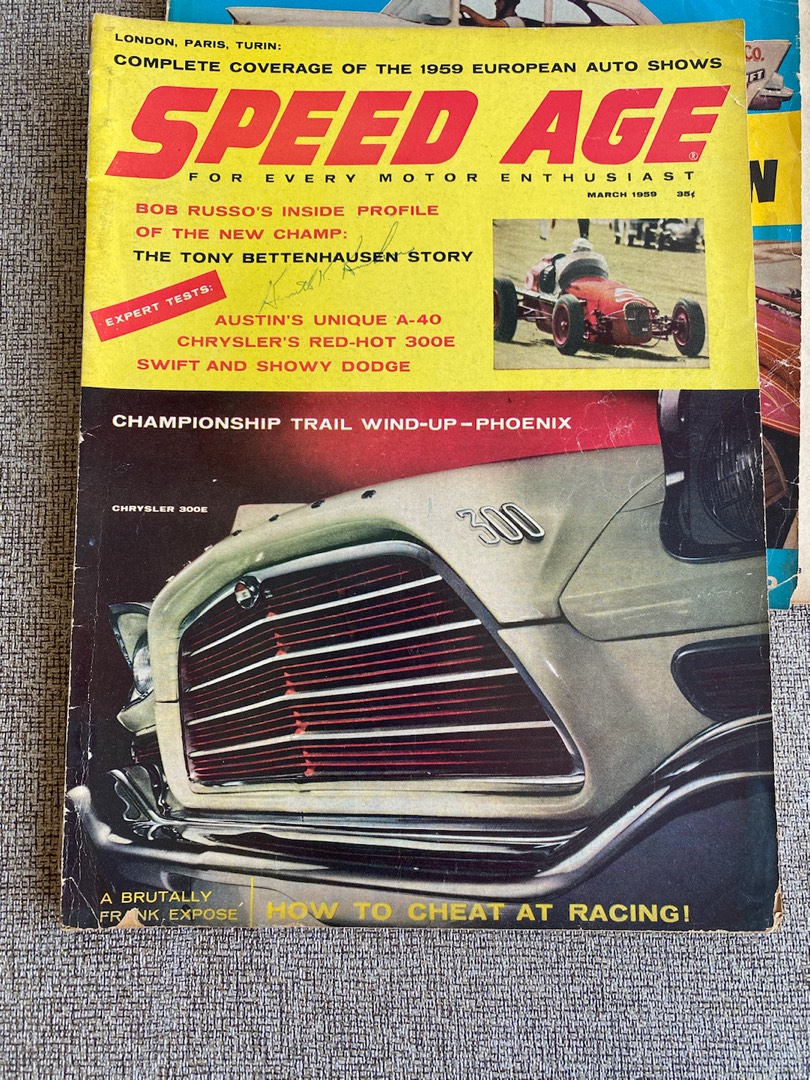 LONDON, PARIS, TURIN:
COMPLETE COVERAGE OF THE 1959 EUROPEAN AUTO SHOWS
SPEED AGE®
FOR EVERY MOTOR ENTHUSIAST
MARCH 1959 35¢
BOB RUSSO'S INSIDE PROFILE
OF THE NEW CHAMP:
THE TONY BETTENHAUSEN STORY
EXPERT TESTS:
AUSTIN'S UNIQUE A-40
CHRYSLER'S RED-HOT 300E
SWIFT AND SHOWY DODGE
CHAMPIONSHIP TRAIL WIND-UP–PHOENIX
CHRYSLER 300E
300
A BRUTALLY
FRANK EXPOSÉ
HOW TO CHEAT AT RACING!
Co.